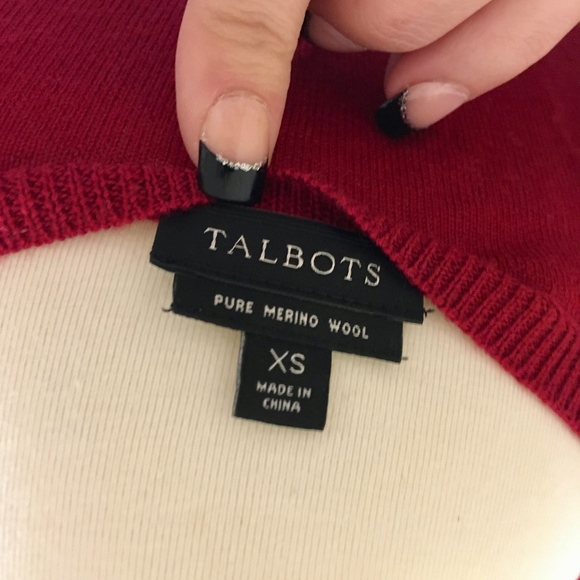 TALBOTS
PURE MERINO WOOL
XS
MADE IN
CHINA